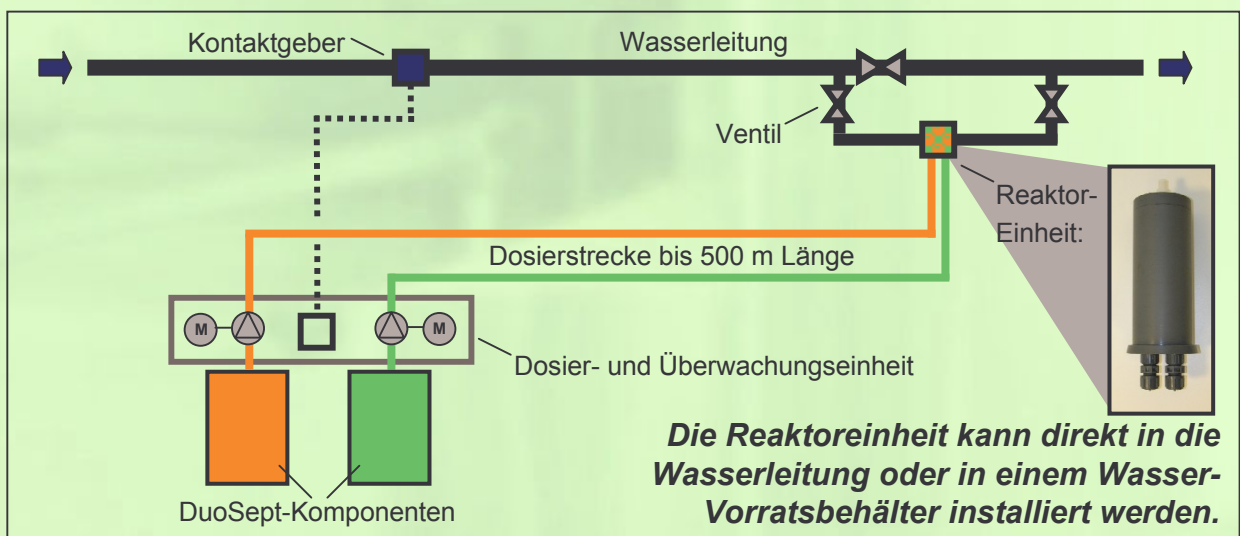 Kontaktgeber
Wasserleitung
Ventil
Reaktor-
Einheit:
Dosierstrecke bis 500 m Länge
M
M
Dosier- und Überwachungseinheit
DuoSept-Komponenten
Die Reaktoreinheit kann direkt in die
Wasserleitung oder in einem Wasser-
Vorratsbehälter installiert werden.